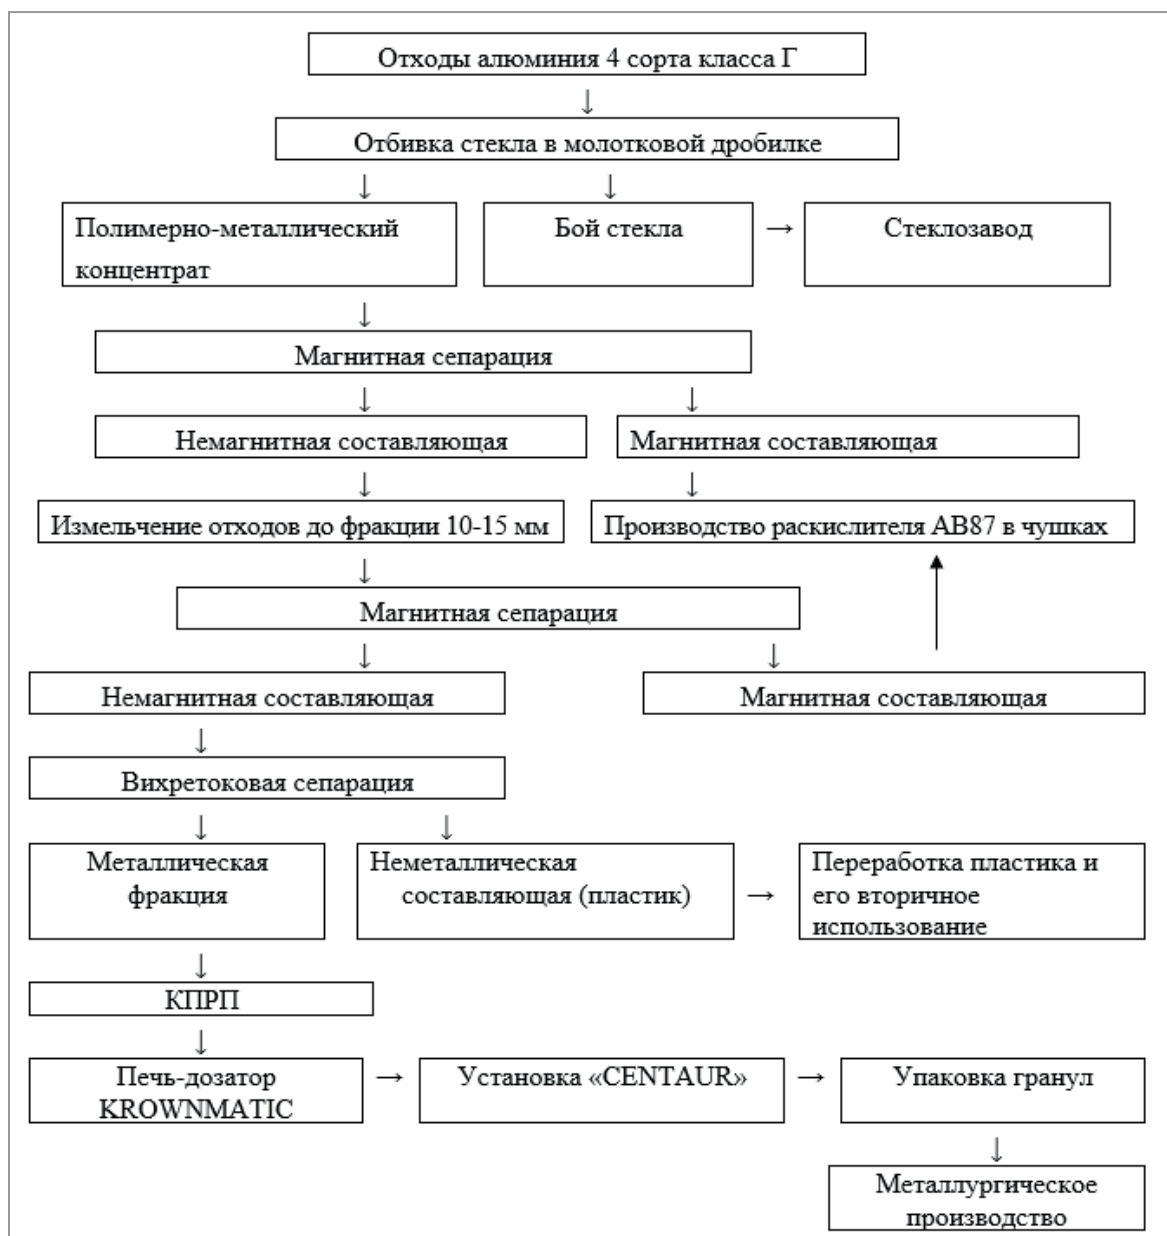 Отходы алюминия 4 сорта класса Г
↓
Отбивка стекла в молотковой дробилке
↓ ↓
Полимерно-металлический
концентрат
Бой стекла
→
Стеклозавод
↓
Магнитная сепарация
↓ ↓
Немагнитная составляющая
Магнитная составляющая
↓ ↓
Измельчение отходов до фракции 10-15 мм
Производство раскислителя АВ87 в чушках
↓
Магнитная сепарация
↓ ↓
Немагнитная составляющая
Магнитная составляющая
↓
Вихретоковая сепарация
↓ ↓
Металлическая
фракция
Неметаллическая
составляющая (пластик)
→
Переработка пластика и
его вторичное
использование
↓
КПРП
↓
Печь-дозатор
KROWNMATIC
→
Установка «CENTAUR»
→
Упаковка гранул
↓
Металлургическое
производство